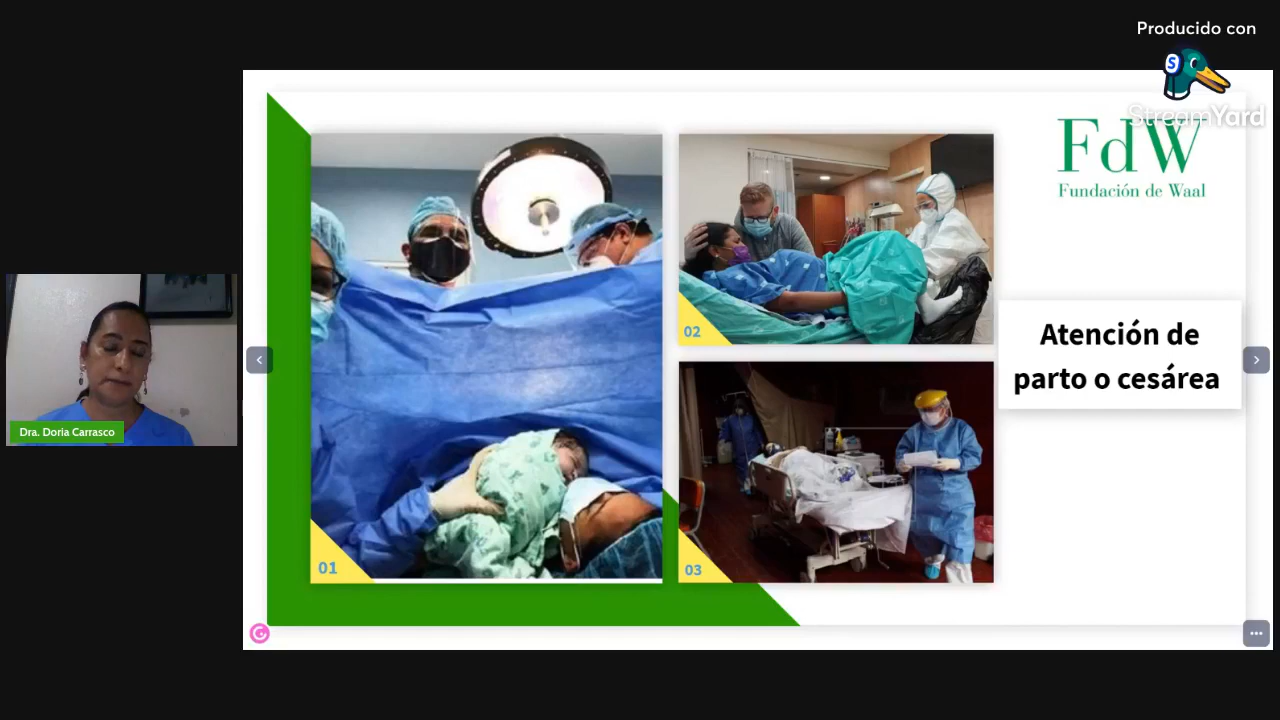 Producido con
StreamYard
FdW
Fundación de Waal
Atención de
parto o cesárea
01
02
03
Dra. Doria Carrasco